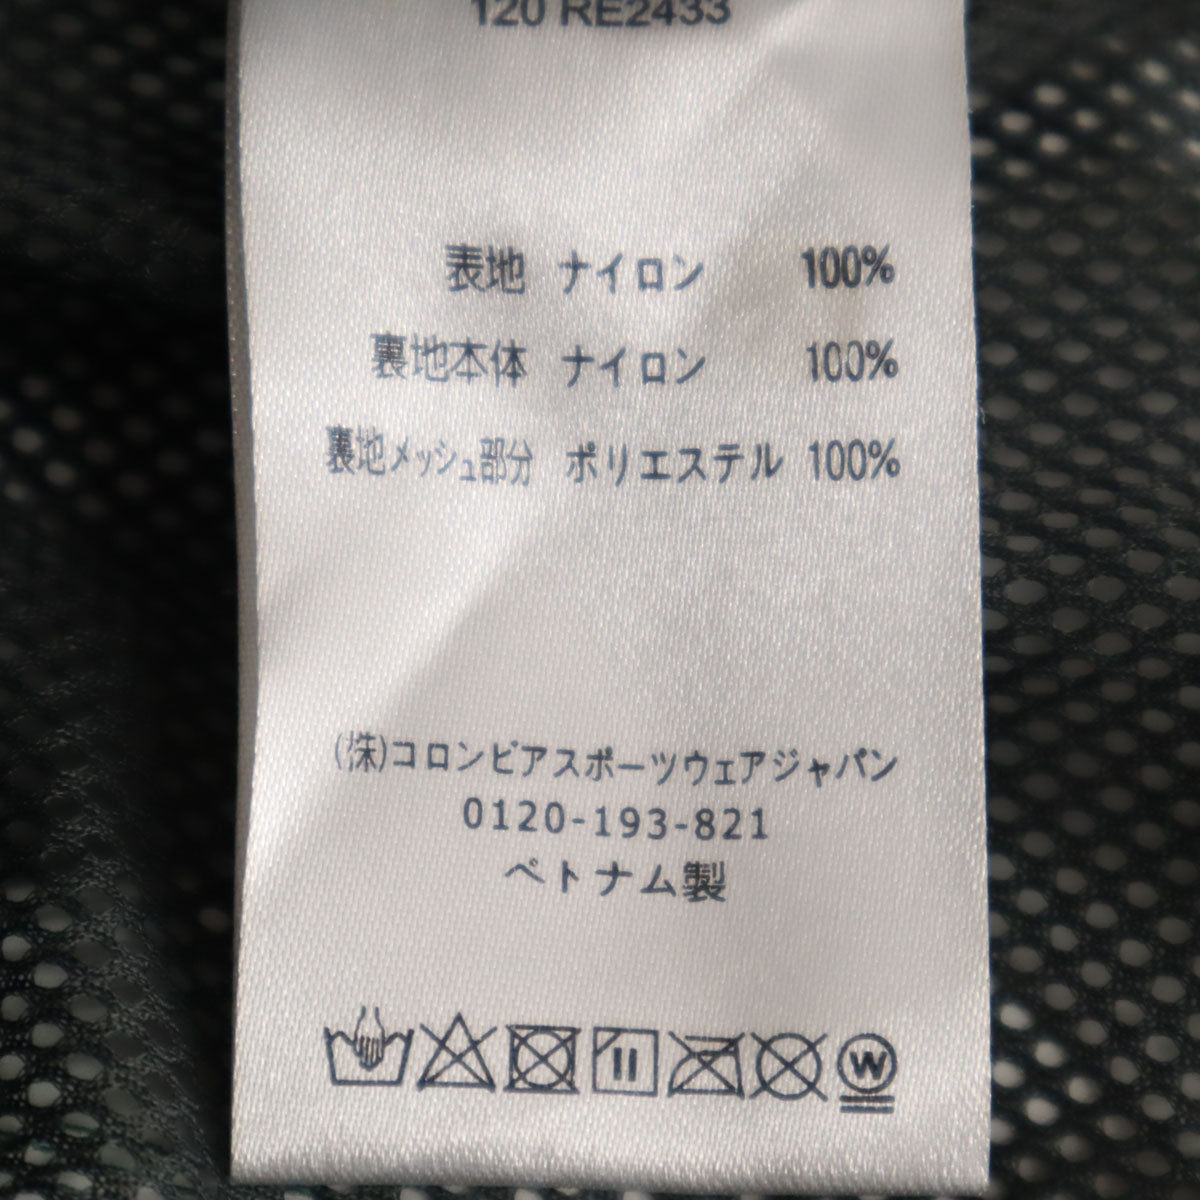 120 RE2433
表地 ナイロン 100%
裏地本体 ナイロン 100%
裏地メッシュ部分 ポリエステル 100%
(株)コロンビアスポーツウェアジャパン
0120-193-821
ベトナム製
W